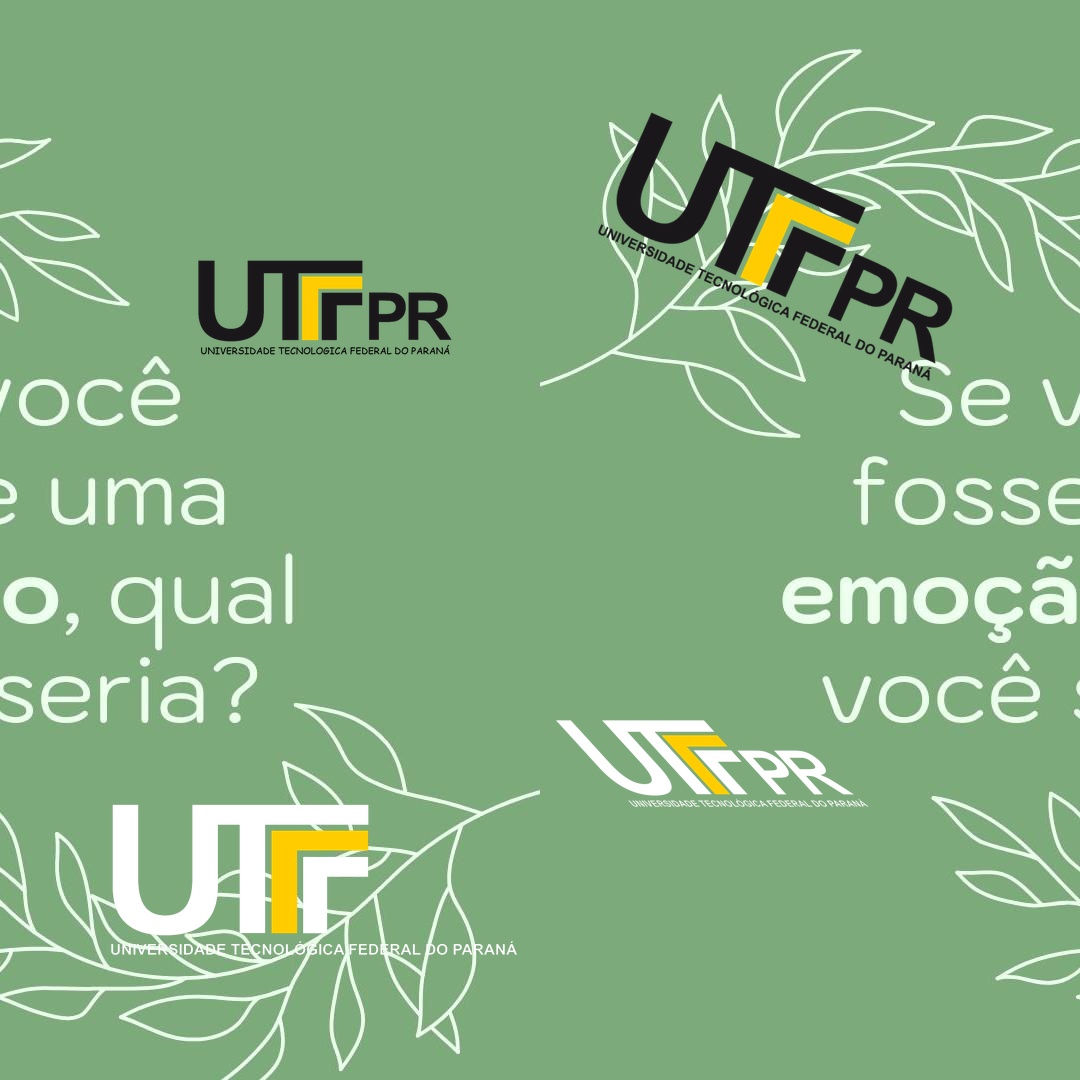 UTFPR
UNIVERSIDADE TECNOLOGICA FEDERAL DO PARANÁ
UTFPR
UNIVERSIDADE TECNOLÓGICA FEDERAL DO PARANÁ
você
e uma
o, qual
seria?
Se v
fosse
emoçã
você s
UTF
UNIVERSIDADE TECNOLÓGICA FEDERAL DO PARANÁ
UTFPR
UNIVERSIDADE TECNOLÓGICA FEDERAL DO PARANÁ